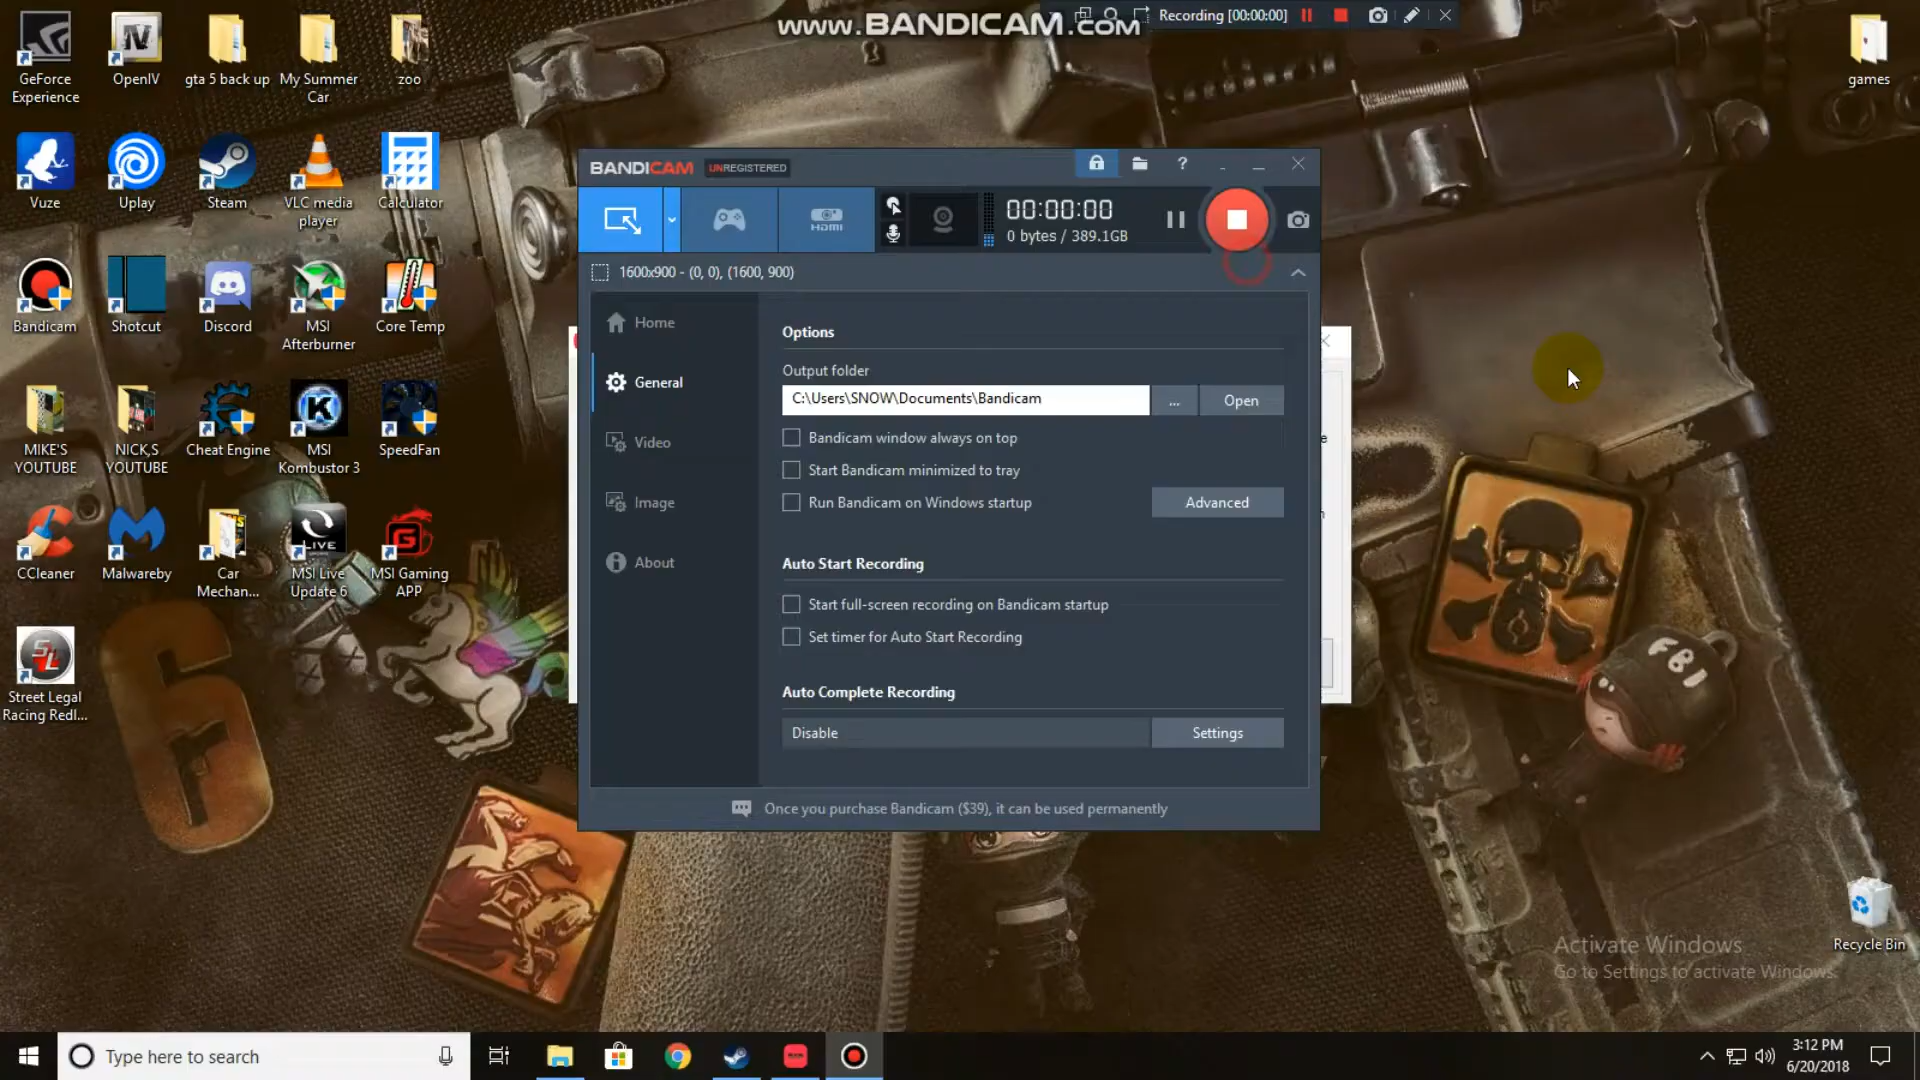 www.BANDICAM.com
Recording [00:00:00]
GeForce
Experience
OpenIV
gta 5 back up
My Summer
Car
zoo
games
Vuze
Uplay
Steam
VLC media
player
Calculator
Bandicam
Shotcut
Discord
MSI
Afterburner
Core Temp
MIKE'S
YOUTUBE
NICK,S
YOUTUBE
Cheat Engine
MSI
Kombustor 3
SpeedFan
CCleaner
Malwareby
Car
Mechan...
LIVE
MSI Live
Update 6
MSI Gaming
APP
SL
Street Legal
Racing Redl...
BANDICAM UNREGISTERED
?
HDMI
00:00:00
0 bytes / 389.1GB
1600x900 - (0, 0), (1600, 900)
Home
General
Video
Image
About
Options
Output folder
C:\Users\SNOW\Documents\Bandicam
...
Open
Bandicam window always on top
Start Bandicam minimized to tray
Run Bandicam on Windows startup
Advanced
Auto Start Recording
Start full-screen recording on Bandicam startup
Set timer for Auto Start Recording
Auto Complete Recording
Disable
Settings
Once you purchase Bandicam ($39), it can be used permanently
6
FBI
Activate Windows
Go to Settings to activate Windows.
Recycle Bin
Type here to search
3:12 PM
6/20/2018